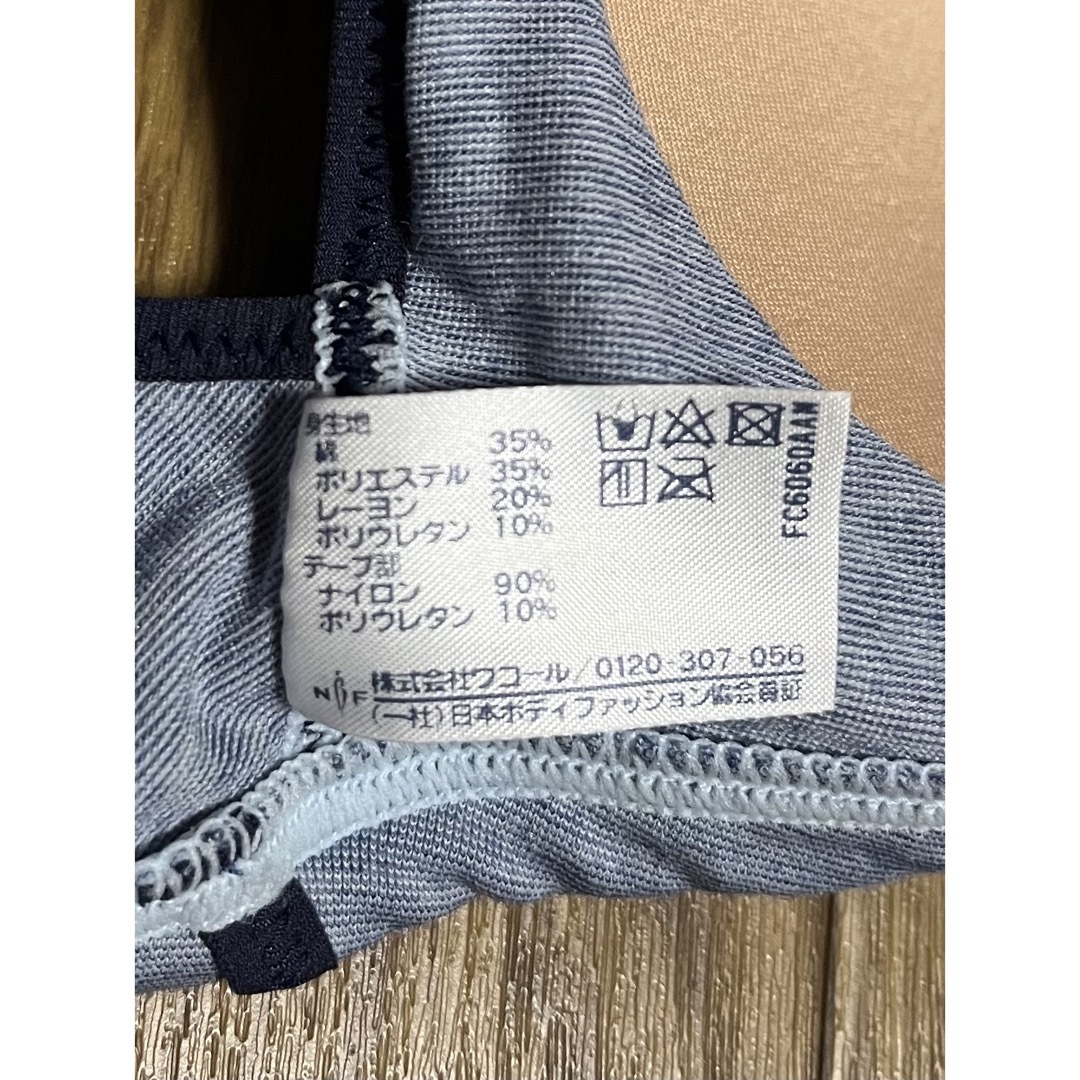 身生地
綿 35%
ポリエステル 35%
レーヨン 20%
ポリウレタン 10%
テープ部
ナイロン 90%
ポリウレタン 10%
NDF 株式会社ワコール/0120-307-056
(一社)日本ボディファッション協会員証
FC6060AAN